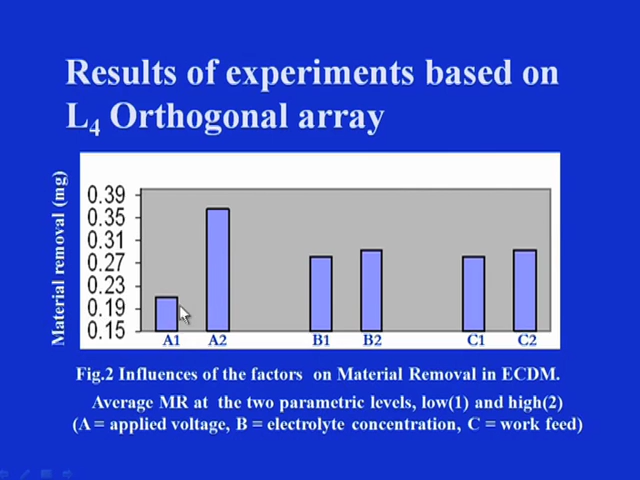 Results of experiments based on
L4 Orthogonal array
Material removal (mg)
0.39
0.35
0.31
0.27
0.23
0.19
0.15
A1 A2 B1 B2 C1 C2
Fig.2 Influences of the factors on Material Removal in ECDM.
Average MR at the two parametric levels, low(1) and high(2)
(A = applied voltage, B = electrolyte concentration, C = work feed)